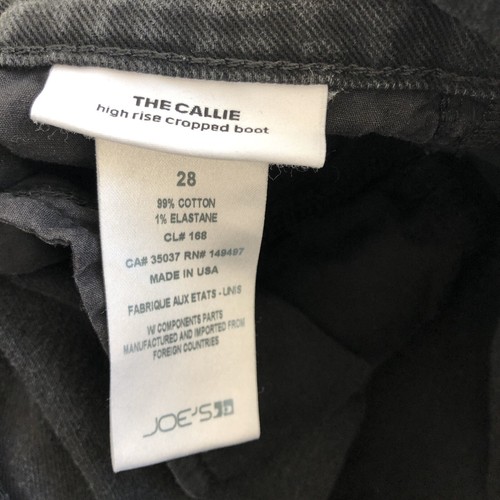 THE CALLIE
high rise cropped boot
28
99% COTTON
1% ELASTANE
CL# 168
CA# 35037 RN# 149497
MADE IN USA
FABRIQUE AUX ETATS - UNIS
W/ COMPONENTS PARTS
MANUFACTURED AND IMPORTED FROM
FOREIGN COUNTRIES
JOE'S